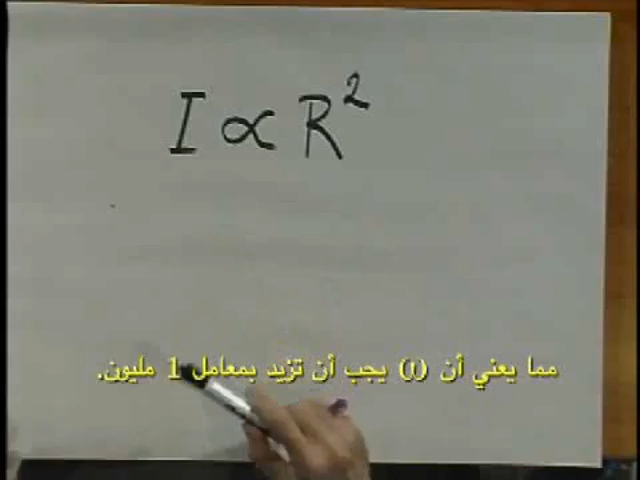 I ∝ R²
مما يعني أن (ω) يجب أن تزيد بمعامل 1 مليون.